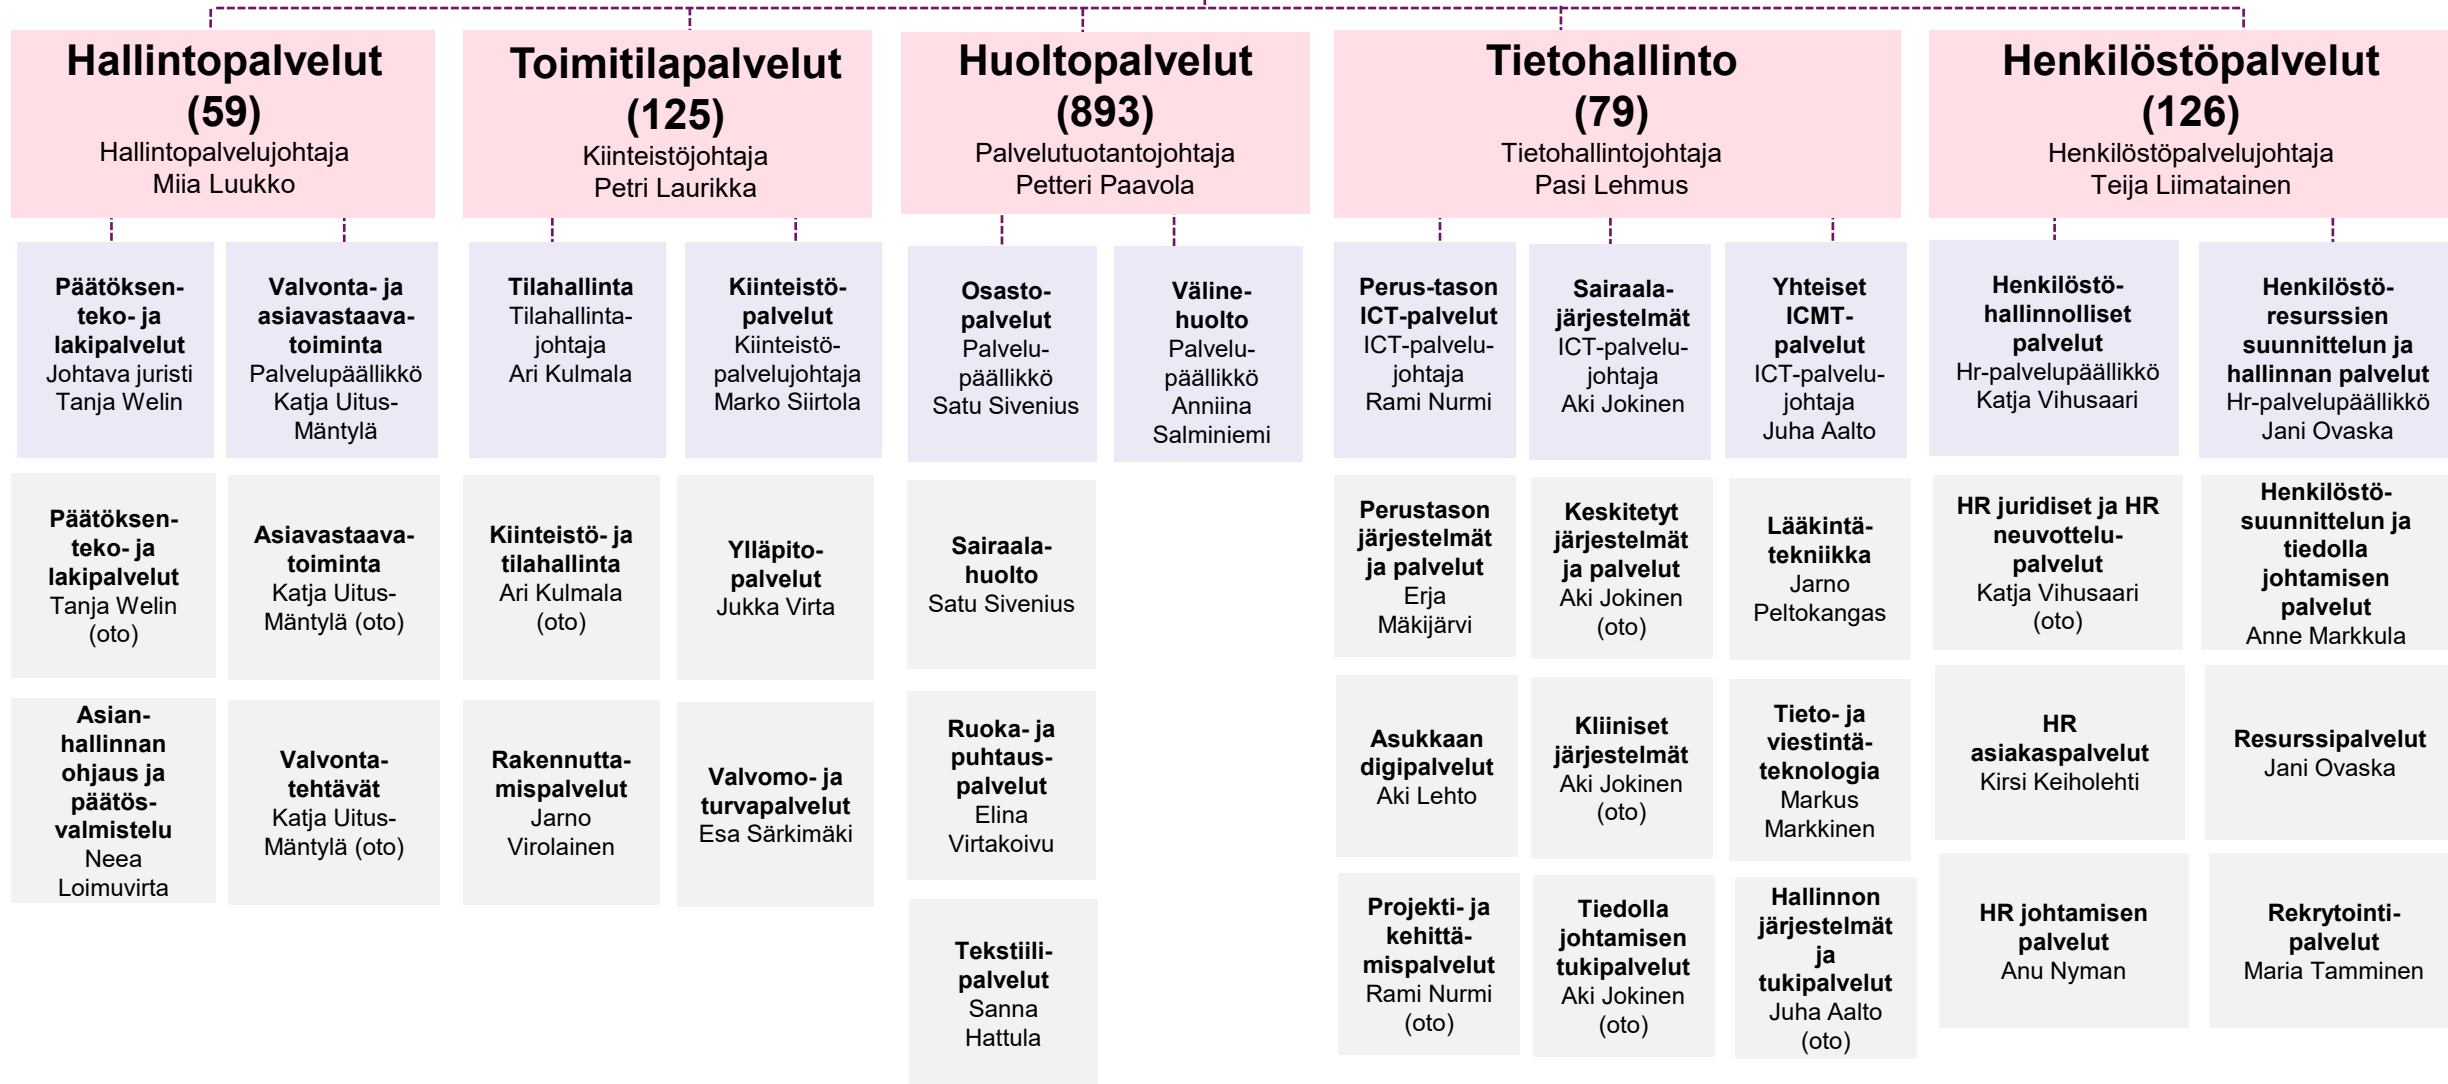 Hallintopalvelut
(59)
Hallintopalvelujohtaja
Miia Luukko
Toimitilapalvelut
(125)
Kiinteistöjohtaja
Petri Laurikka
Huoltopalvelut
(893)
Palvelutuotantojohtaja
Petteri Paavola
Tietohallinto
(79)
Tietohallintojohtaja
Pasi Lehmus
Henkilöstöpalvelut
(126)
Henkilöstöpalvelujohtaja
Teija Liimatainen
Päätöksen-
teko- ja
lakipalvelut
Johtava juristi
Tanja Welin
Valvonta- ja
asiavastaava-
toiminta
Palvelupäällikkö
Katja Uitus-
Mäntylä
Tilahallinta
Tilahallinta-
johtaja
Ari Kulmala
Kiinteistö-
palvelut
Kiinteistö-
palvelujohtaja
Marko Siirtola
Osasto-
palvelut
Palvelu-
päällikkö
Satu Sivenius
Väline-
huolto
Palvelu-
päällikkö
Anniina
Salminiemi
Perus-tason
ICT-palvelut
ICT-palvelu-
johtaja
Rami Nurmi
Sairaala-
järjestelmät
ICT-palvelu-
johtaja
Aki Jokinen
Yhteiset
ICMT-
palvelut
ICT-palvelu-
johtaja
Juha Aalto
Henkilöstö-
hallinnolliset
palvelut
Hr-palvelupäällikkö
Katja Vihusaari
Henkilöstö-
resurssien
suunnittelun ja
hallinnan palvelut
Hr-palvelupäällikkö
Jani Ovaska
Päätöksen-
teko- ja
lakipalvelut
Tanja Welin
(oto)
Asiavastaava-
toiminta
Katja Uitus-
Mäntylä (oto)
Kiinteistö- ja
tilahallinta
Ari Kulmala
(oto)
Ylläpito-
palvelut
Jukka Virta
Sairaala-
huolto
Satu Sivenius
Perustason
järjestelmät
ja palvelut
Erja
Mäkijärvi
Keskitetyt
järjestelmät
ja palvelut
Aki Jokinen
(oto)
Lääkintä-
tekniikka
Jarno
Peltokangas
HR juridiset ja HR
neuvottelu-
palvelut
Katja Vihusaari
(oto)
Henkilöstö-
suunnittelun ja
tiedolla
johtamisen
palvelut
Anne Markkula
Asian-
hallinnan
ohjaus ja
päätös-
valmistelu
Neea
Loimuvirta
Valvonta-
tehtävät
Katja Uitus-
Mäntylä (oto)
Rakennutta-
mispalvelut
Jarno
Virolainen
Valvomo- ja
turvapalvelut
Esa Särkimäki
Ruoka- ja
puhtaus-
palvelut
Elina
Virtakoivu
Asukkaan
digipalvelut
Aki Lehto
Kliiniset
järjestelmät
Aki Jokinen
(oto)
Tieto- ja
viestintä-
teknologia
Markus
Markkinen
HR
asiakaspalvelut
Kirsi Keiholehti
Resurssipalvelut
Jani Ovaska
Tekstiili-
palvelut
Sanna
Hattula
Projekti- ja
kehittä-
mispalvelut
Rami Nurmi
(oto)
Tiedolla
johtamisen
tukipalvelut
Aki Jokinen
(oto)
Hallinnon
järjestelmät
ja
tukipalvelut
Juha Aalto
(oto)
HR johtamisen
palvelut
Anu Nyman
Rekrytointi-
palvelut
Maria Tamminen